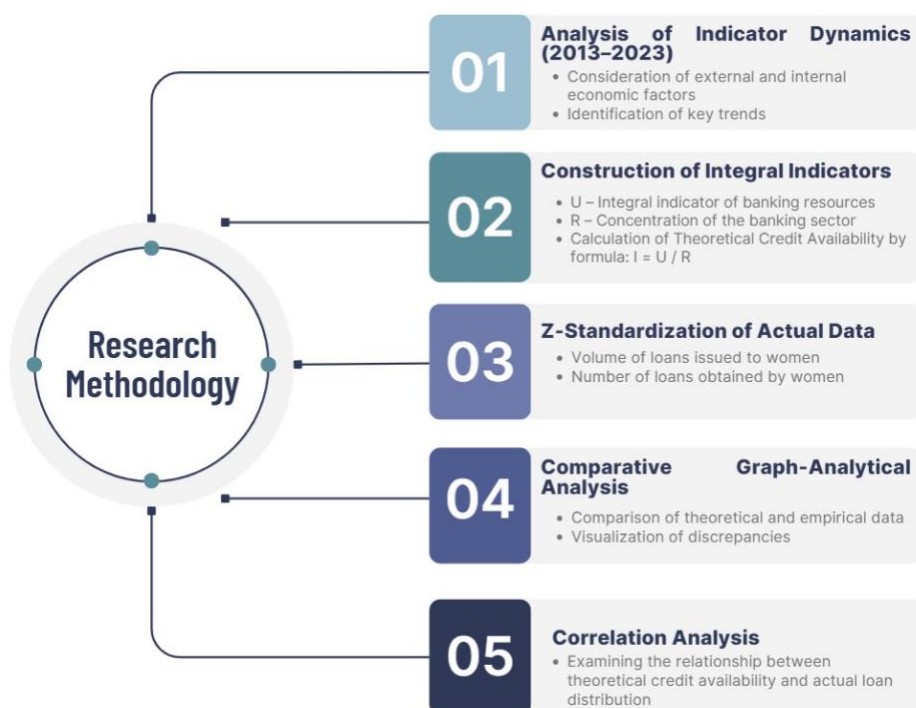 Research
Methodology
01
Analysis of Indicator Dynamics
(2013–2023)
• Consideration of external and internal
economic factors
• Identification of key trends
02
Construction of Integral Indicators
• U – Integral indicator of banking resources
• R – Concentration of the banking sector
• Calculation of Theoretical Credit Availability by
formula: I = U / R
03
Z-Standardization of Actual Data
• Volume of loans issued to women
• Number of loans obtained by women
04
Comparative Graph-Analytical
Analysis
• Comparison of theoretical and empirical data
• Visualization of discrepancies
05
Correlation Analysis
• Examining the relationship between
theoretical credit availability and actual loan
distribution